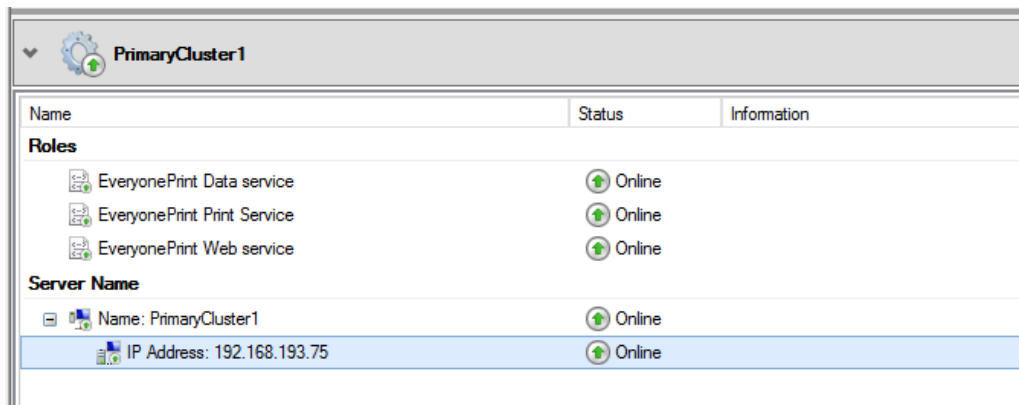 PrimaryCluster1
Name Status Information
Roles
EveryonePrint Data service Online
EveryonePrint Print Service Online
EveryonePrint Web service Online
Server Name
Name: PrimaryCluster1 Online
IP Address: 192.168.193.75 Online